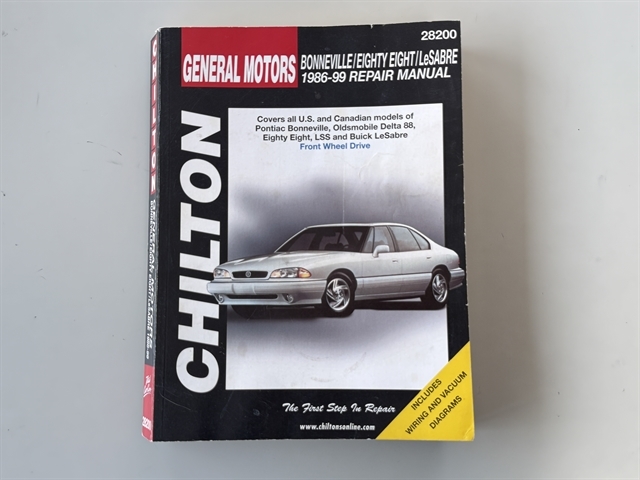 28200
GENERAL MOTORS
BONNEVILLE/EIGHTY EIGHT/LeSABRE
1986-99 REPAIR MANUAL
Covers all U.S. and Canadian models of
Pontiac Bonneville, Oldsmobile Delta 88,
Eighty Eight, LSS and Buick LeSabre
Front Wheel Drive
CHILTON
INCLUDES
WIRING AND VACUUM
DIAGRAMS
The First Step In Repair
www.chiltonsonline.com
CHILTON